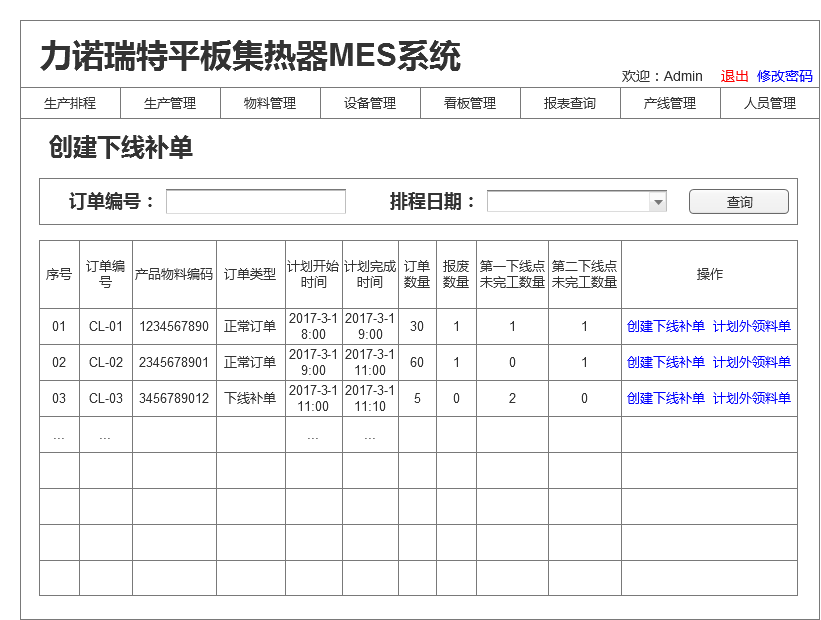 力诺瑞特平板集热器MES系统
欢迎：Admin 退出 修改密码
生产排程 生产管理 物料管理 设备管理 看板管理 报表查询 产线管理 人员管理
创建下线补单
订单编号： 排程日期： 查询
序号 订单编号 产品物料编码 订单类型 计划开始时间 计划完成时间 订单数量 报废数量 第一下线点未完工数量 第二下线点未完工数量 操作
01 CL-01 1234567890 正常订单 2017-3-1 8:00 2017-3-1 9:00 30 1 1 1 创建下线补单 计划外领料单
02 CL-02 2345678901 正常订单 2017-3-1 9:00 2017-3-1 11:00 60 1 0 1 创建下线补单 计划外领料单
03 CL-03 3456789012 下线补单 2017-3-1 11:00 2017-3-1 11:10 5 0 2 0 创建下线补单 计划外领料单
… … … …